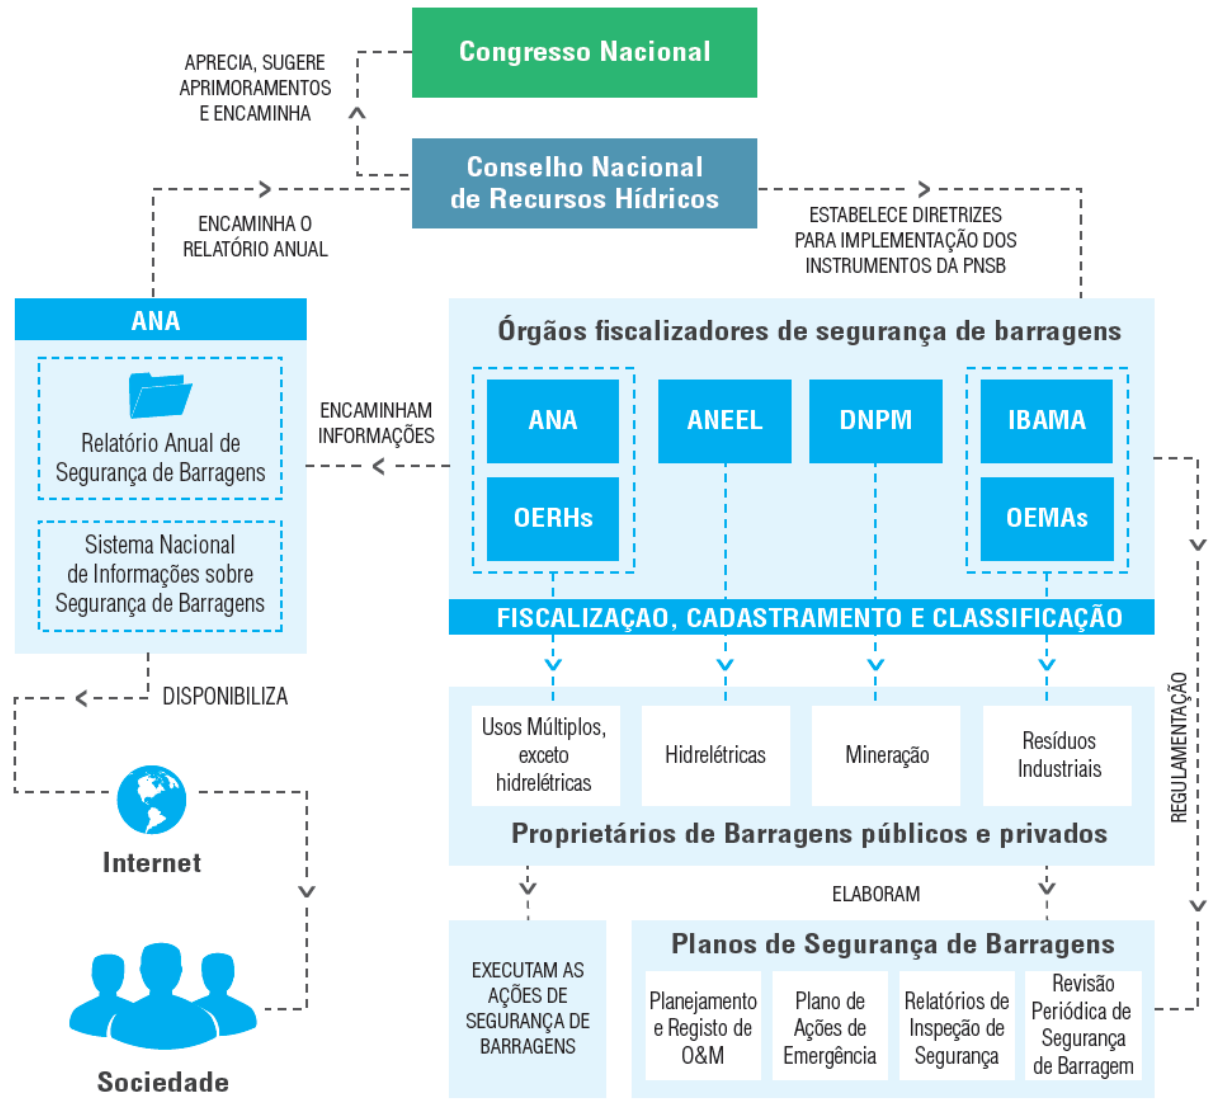 Congresso Nacional
APRECIA, SUGERE
APRIMORAMENTOS
E ENCAMINHA
Conselho Nacional
de Recursos Hídricos
ENCAMINHA O
RELATÓRIO ANUAL
ESTABELECE DIRETRIZES
PARA IMPLEMENTAÇÃO DOS
INSTRUMENTOS DA PNSB
ANA
Relatório Anual de
Segurança de Barragens
Sistema Nacional
de Informações sobre
Segurança de Barragens
ENCAMINHAM
INFORMAÇÕES
Órgãos fiscalizadores de segurança de barragens
ANA
ANEEL
DNPM
IBAMA
OERHs
OEMAs
FISCALIZAÇAO, CADASTRAMENTO E CLASSIFICAÇÃO
Usos Múltiplos,
exceto
hidrelétricas
Hidrelétricas
Mineração
Resíduos
Industriais
Proprietários de Barragens públicos e privados
REGULAMENTAÇÃO
DISPONIBILIZA
Internet
Sociedade
ELABORAM
EXECUTAM AS
AÇÕES DE
SEGURANÇA DE
BARRAGENS
Planos de Segurança de Barragens
Planejamento
e Registo de
O&M
Plano de
Ações de
Emergência
Relatórios de
Inspeção de
Segurança
Revisão
Periódica de
Segurança
de Barragem